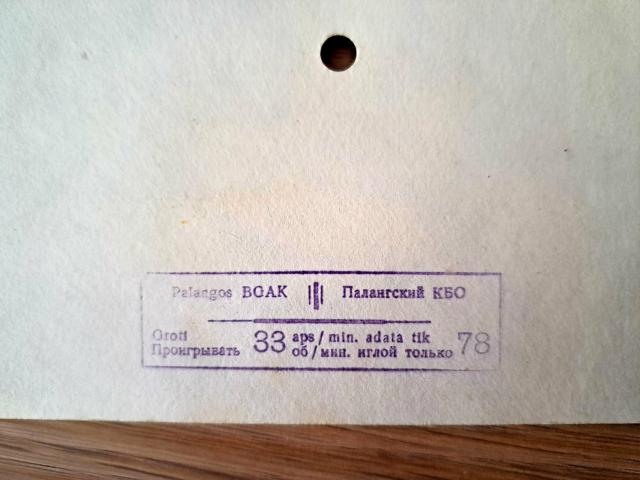 Palangos BGAK Палангский КБО
Groti 33 aps/min. adata tik 78
Проигрывать об/мин. иглой только